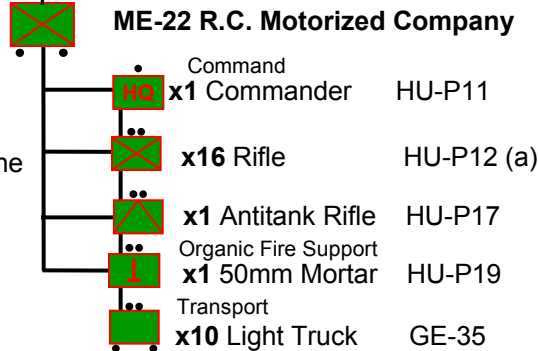 ME-22 R.C. Motorized Company
Command
HQ x1 Commander HU-P11
x16 Rifle HU-P12 (a)
x1 Antitank Rifle HU-P17
Organic Fire Support
x1 50mm Mortar HU-P19
Transport
x10 Light Truck GE-35